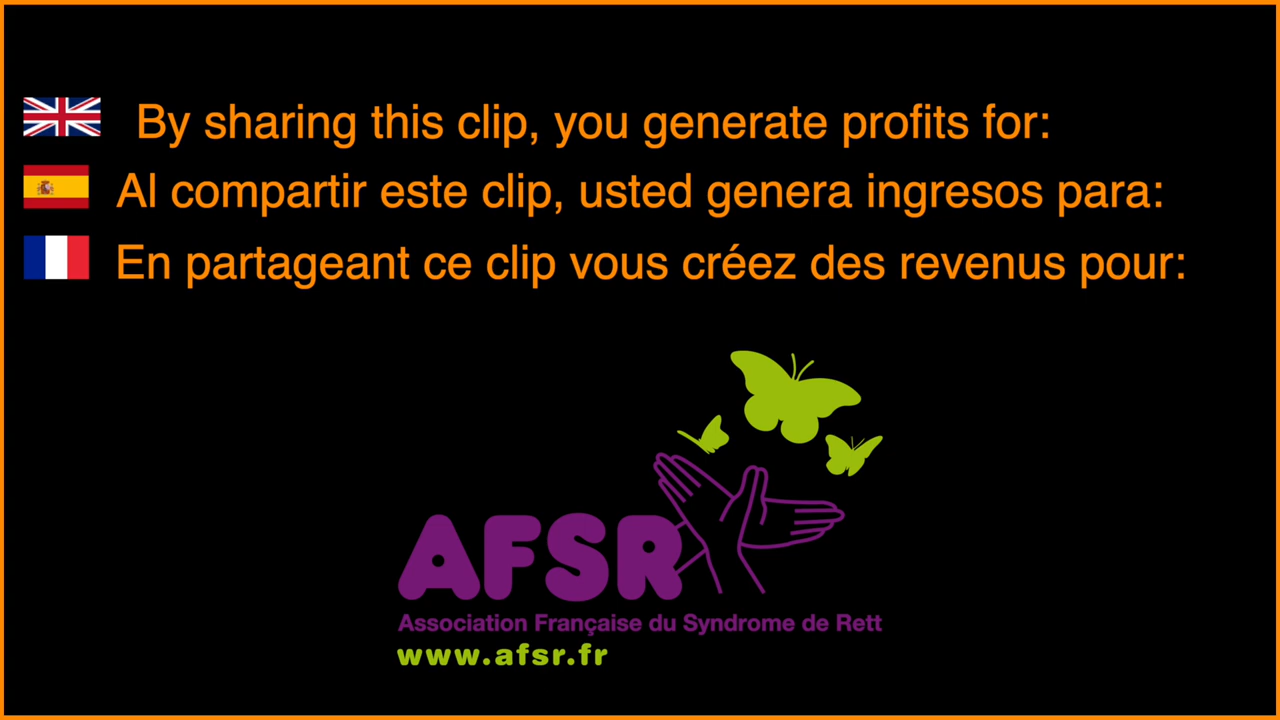 By sharing this clip, you generate profits for:
Al compartir este clip, usted genera ingresos para:
En partageant ce clip vous créez des revenus pour:
AFSR
Association Française du Syndrome de Rett
www.afsr.fr